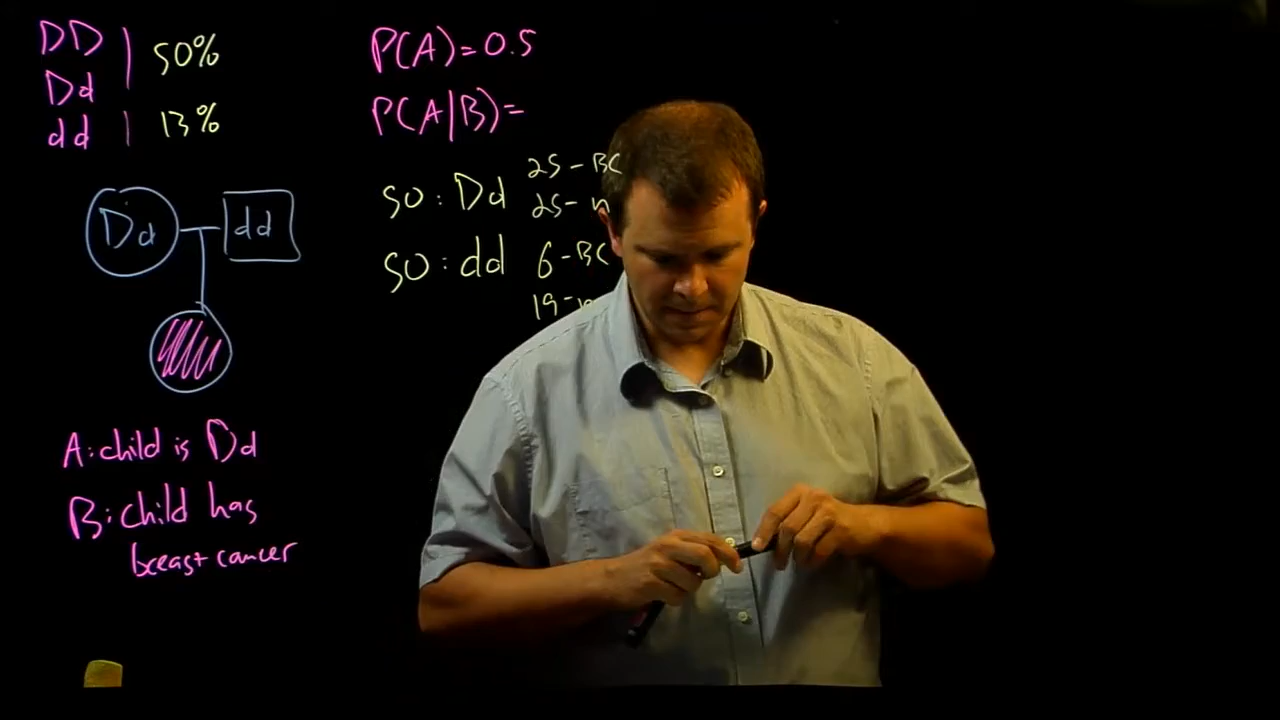 DD
Dd
50%
dd
13%
P(A)=0.5
P(A|B)=
50: Dd
25 - BC
25 -
50: dd
6 - BC
19 -
Dd
dd
A: child is Dd
B: child has
breast cancer